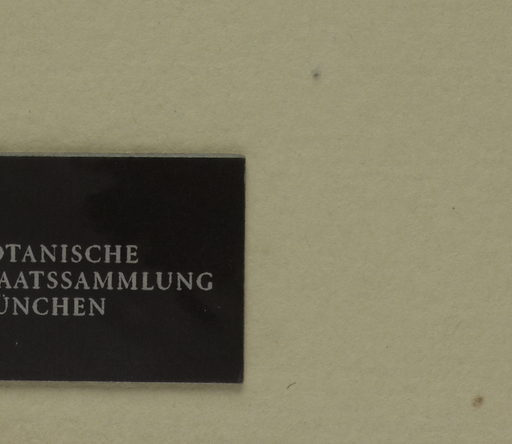 OTANISCHE
AATSSAMMLUNG
ÜNCHEN